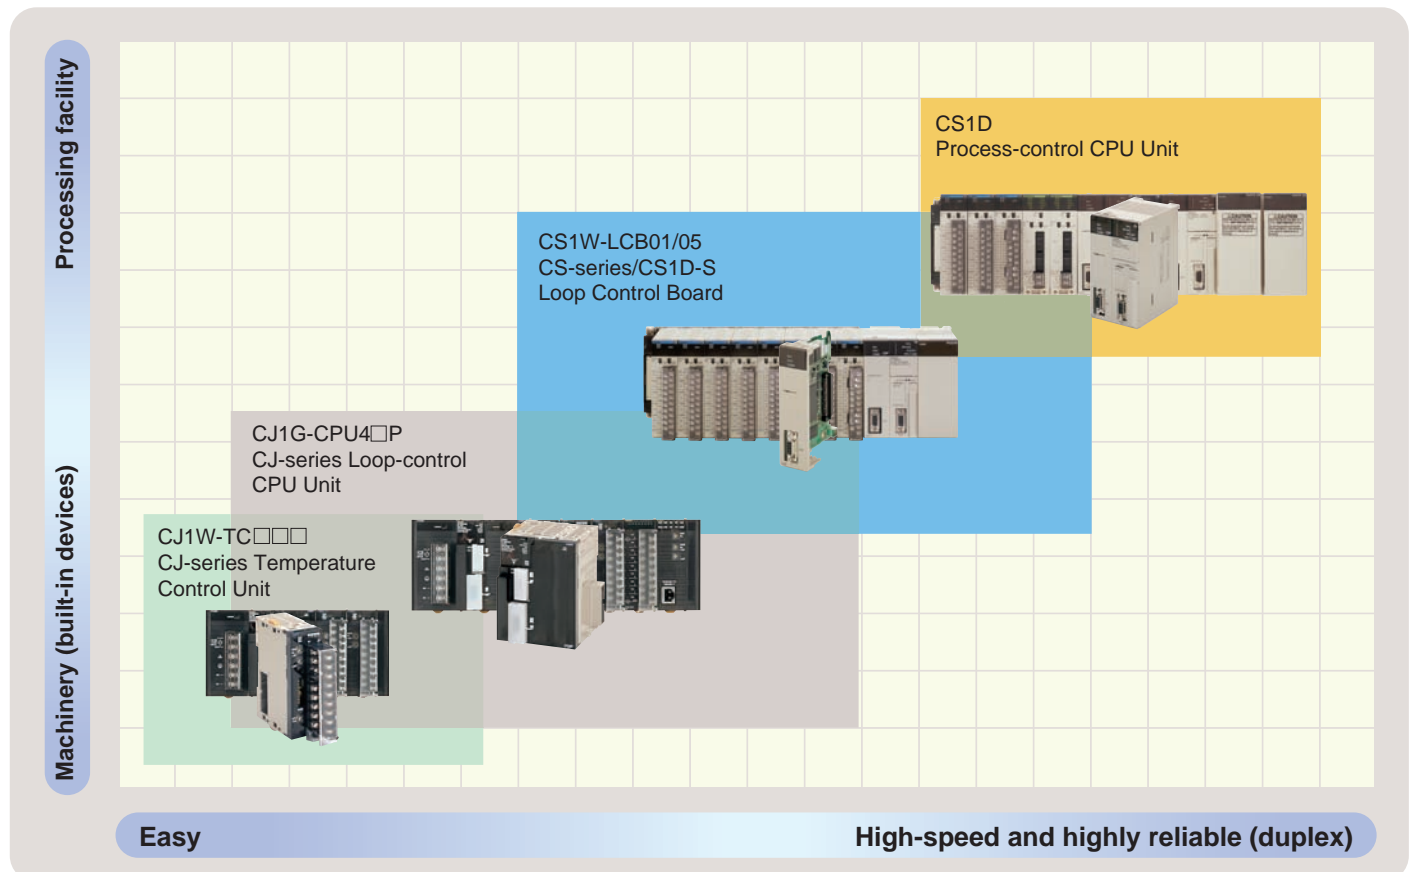 Processing facility
Machinery (built-in devices)
CS1D
Process-control CPU Unit
CS1W-LCB01/05
CS-series/CS1D-S
Loop Control Board
CJ1G-CPU4□P
CJ-series Loop-control
CPU Unit
CJ1W-TC□□□
CJ-series Temperature
Control Unit
Easy
High-speed and highly reliable (duplex)